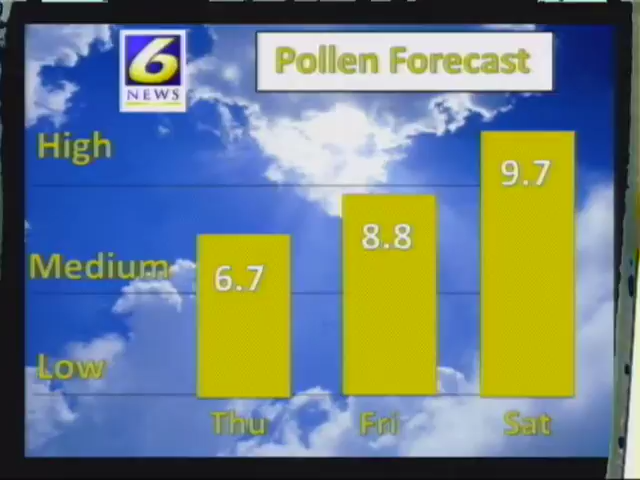 6
NEWS
Pollen Forecast
High
9.7
8.8
Medium
6.7
Low
Thu Fri Sat